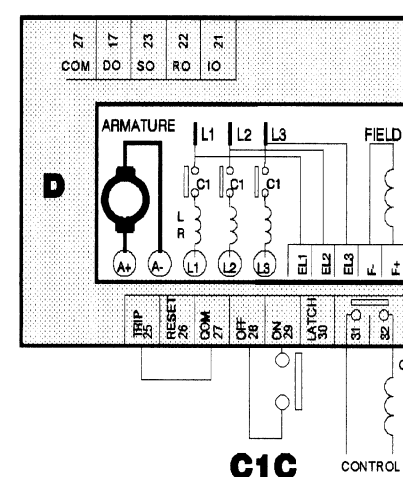 27 17 23 22 21
COM DO SO RO IO
ARMATURE L1 L2 L3 FIELD
C1 C1 C1
D
L
R
A+ A- L1 L2 L3 EL1 EL2 EL3 F- F+
TRIP 25 RESET 26 COM 27 OFF 28 ON 29 LATCH 30 31 32
C1C CONTROL